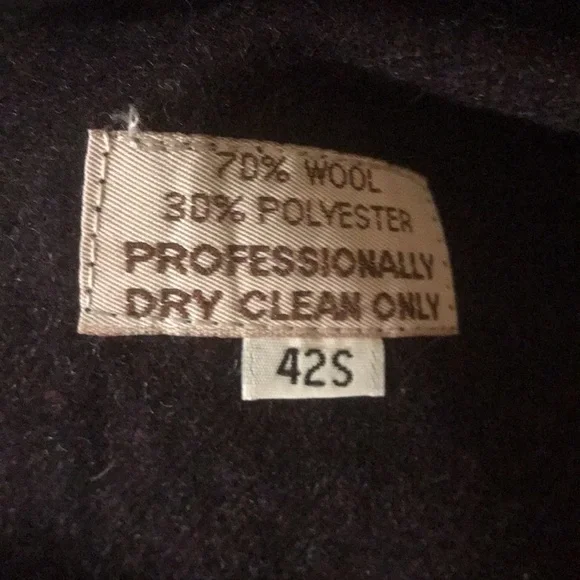 70% WOOL
30% POLYESTER
PROFESSIONALLY
DRY CLEAN ONLY
42S